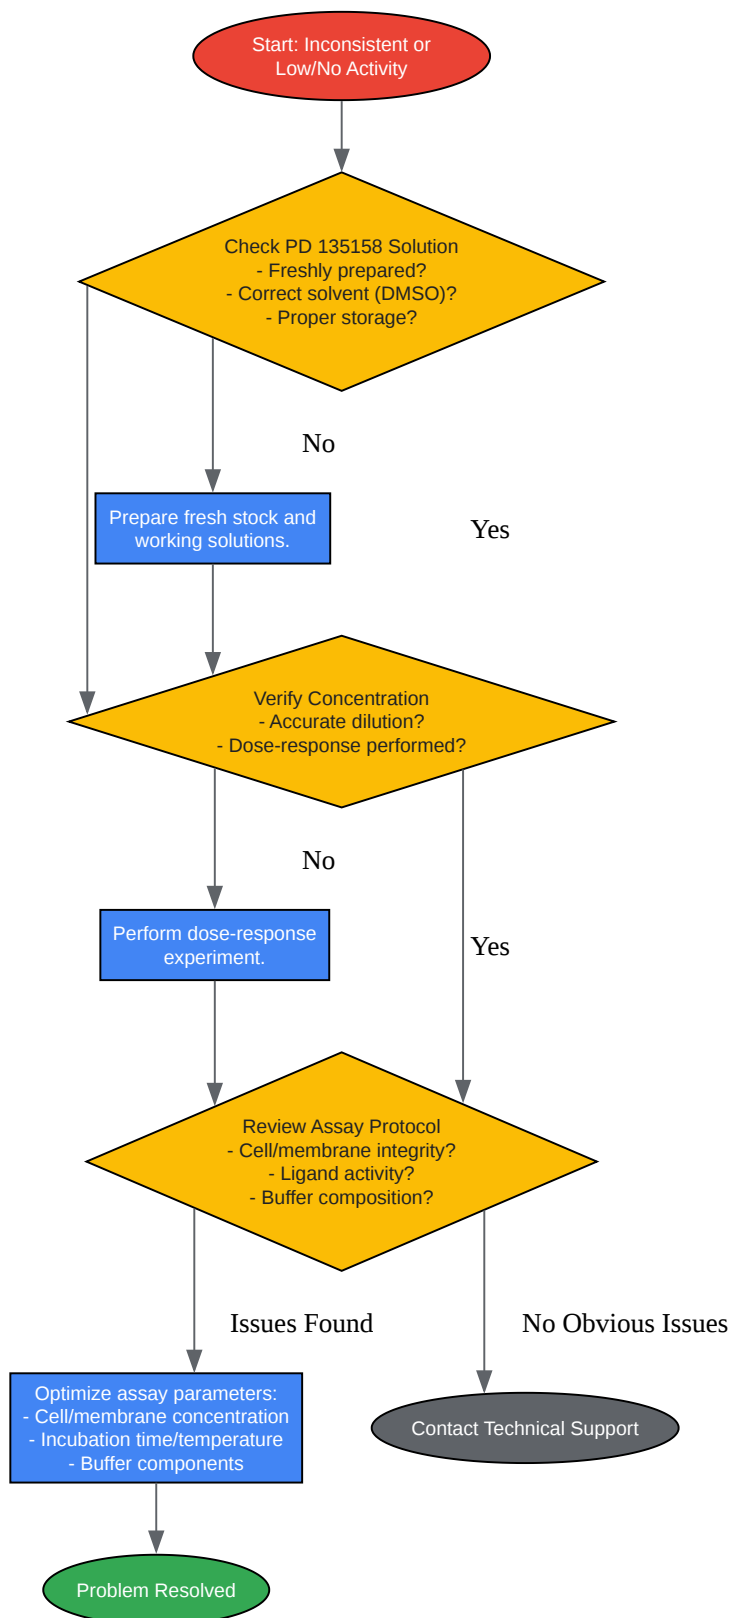 Start: Inconsistent or
Low/No Activity
Check PD 135158 Solution
- Freshly prepared?
- Correct solvent (DMSO)?
- Proper storage?
No
Prepare fresh stock and
working solutions.
Yes
Verify Concentration
- Accurate dilution?
- Dose-response performed?
No
Perform dose-response
experiment.
Yes
Review Assay Protocol
- Cell/membrane integrity?
- Ligand activity?
- Buffer composition?
Issues Found
No Obvious Issues
Optimize assay parameters:
- Cell/membrane concentration
- Incubation time/temperature
- Buffer components
Contact Technical Support
Problem Resolved